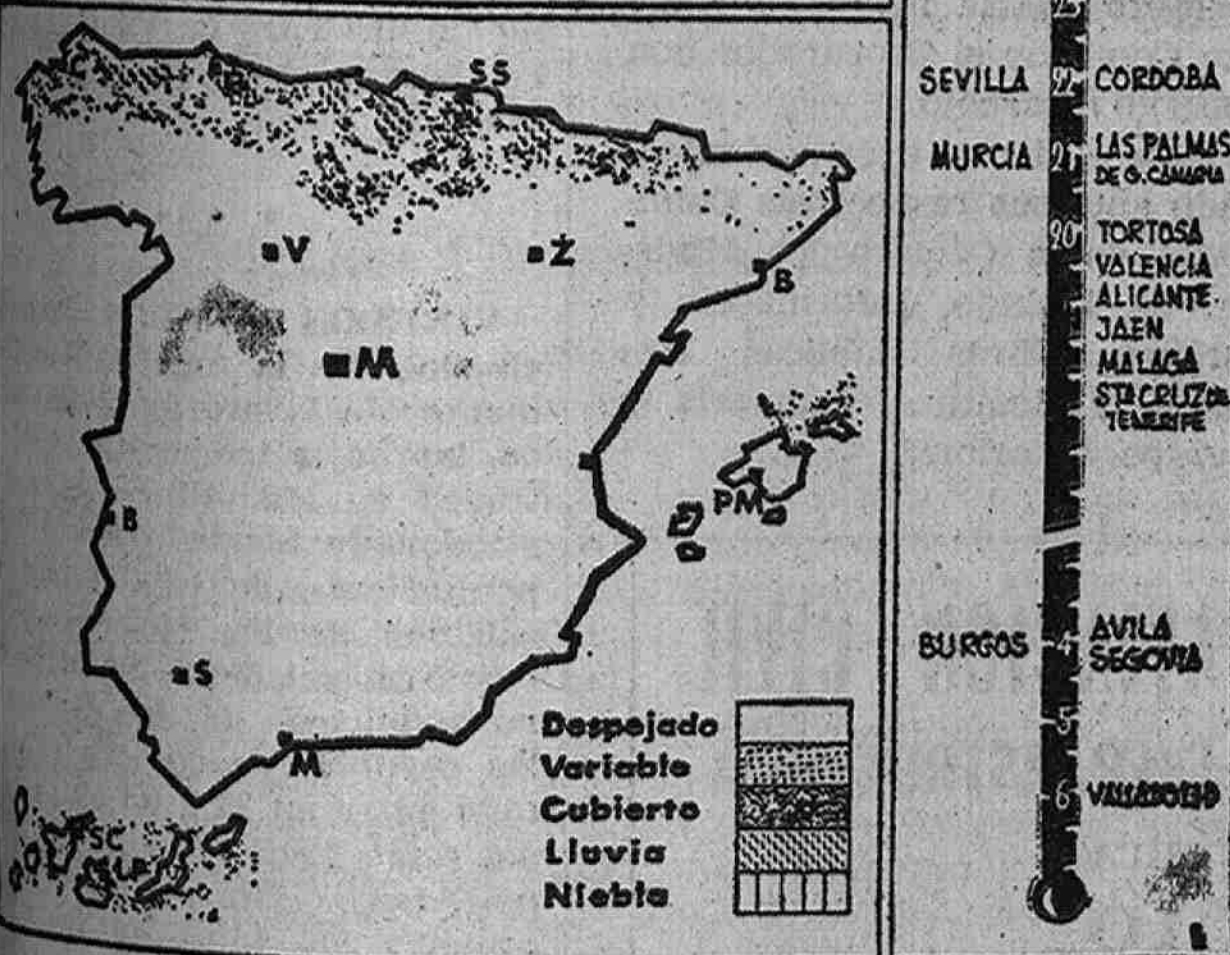 SS
C
V
Z
B
M
PM
B
S
M
SC
LP
Despejado
Variable
Cubierto
Lluvia
Niebla
SEVILLA 22 CORDOBA
MURCIA 21 LAS PALMAS
DE G. CANARIA
20 TORTOSA
VALENCIA
ALICANTE
JAEN
MALAGA
STA CRUZ DE
TENERIFE
BURGOS AVILA
SEGOVIA
6 VALLADOLID